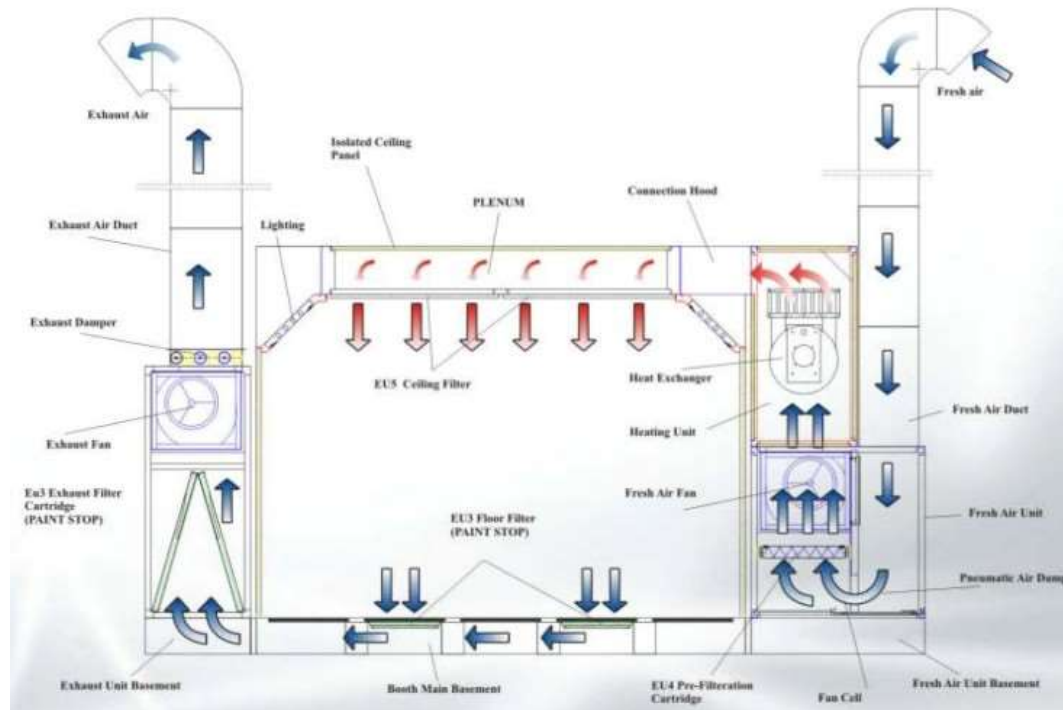 Exhaust Air
Fresh air
Isolated Ceiling
Panel
Connection Hood
PLENUM
Exhaust Air Duct
Lighting
Exhaust Damper
EU5 Ceiling Filter
Heat Exchanger
Fresh Air Duct
Exhaust Fan
Heating Unit
Eu3 Exhaust Filter
Cartridge
(PAINT STOP)
Fresh Air Fan
EU3 Floor Filter
(PAINT STOP)
Fresh Air Unit
Pneumatic Air Damp
Exhaust Unit Basement
Booth Main Basement
EU4 Pre-Filteration
Cartridge
Fan Cell
Fresh Air Unit Basement